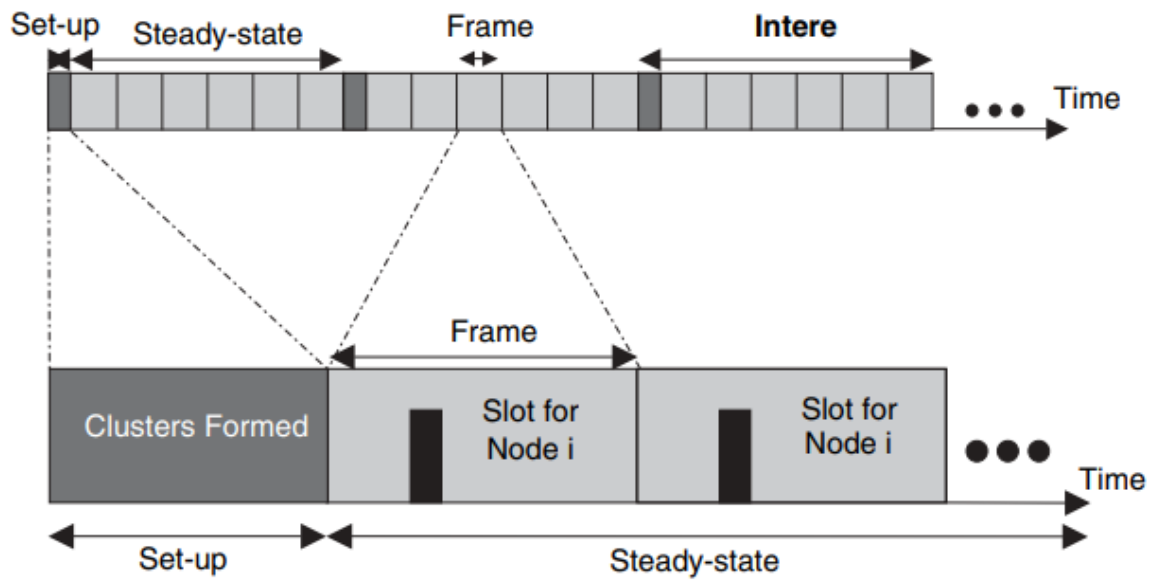 Set-up
Steady-state
Frame
Intere
Time
Frame
Clusters Formed
Slot for
Node i
Slot for
Node i
Time
Set-up
Steady-state